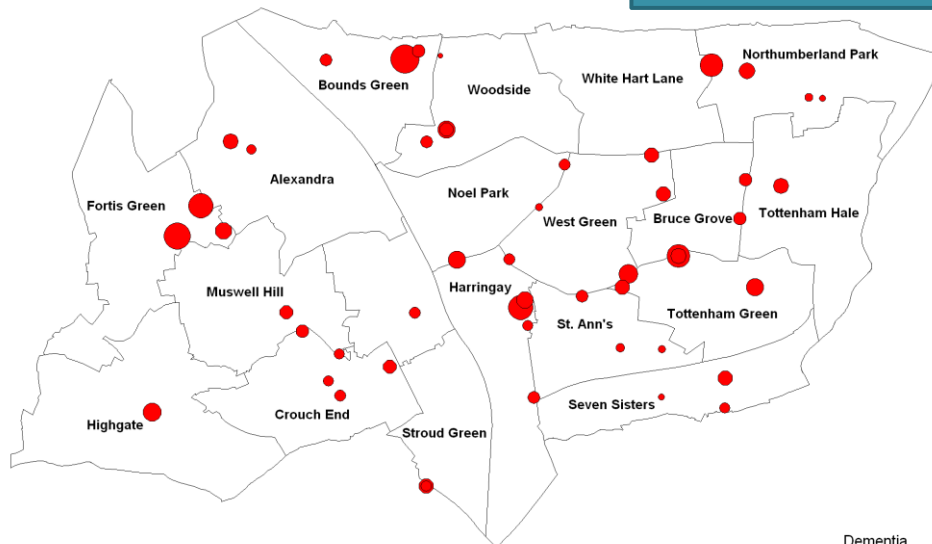 Northumberland Park
White Hart Lane
Bounds Green
Woodside
Alexandra
Noel Park
Fortis Green
West Green
Bruce Grove
Tottenham Hale
Muswell Hill
Harringay
St. Ann's
Tottenham Green
Seven Sisters
Crouch End
Highgate
Stroud Green
Dementia